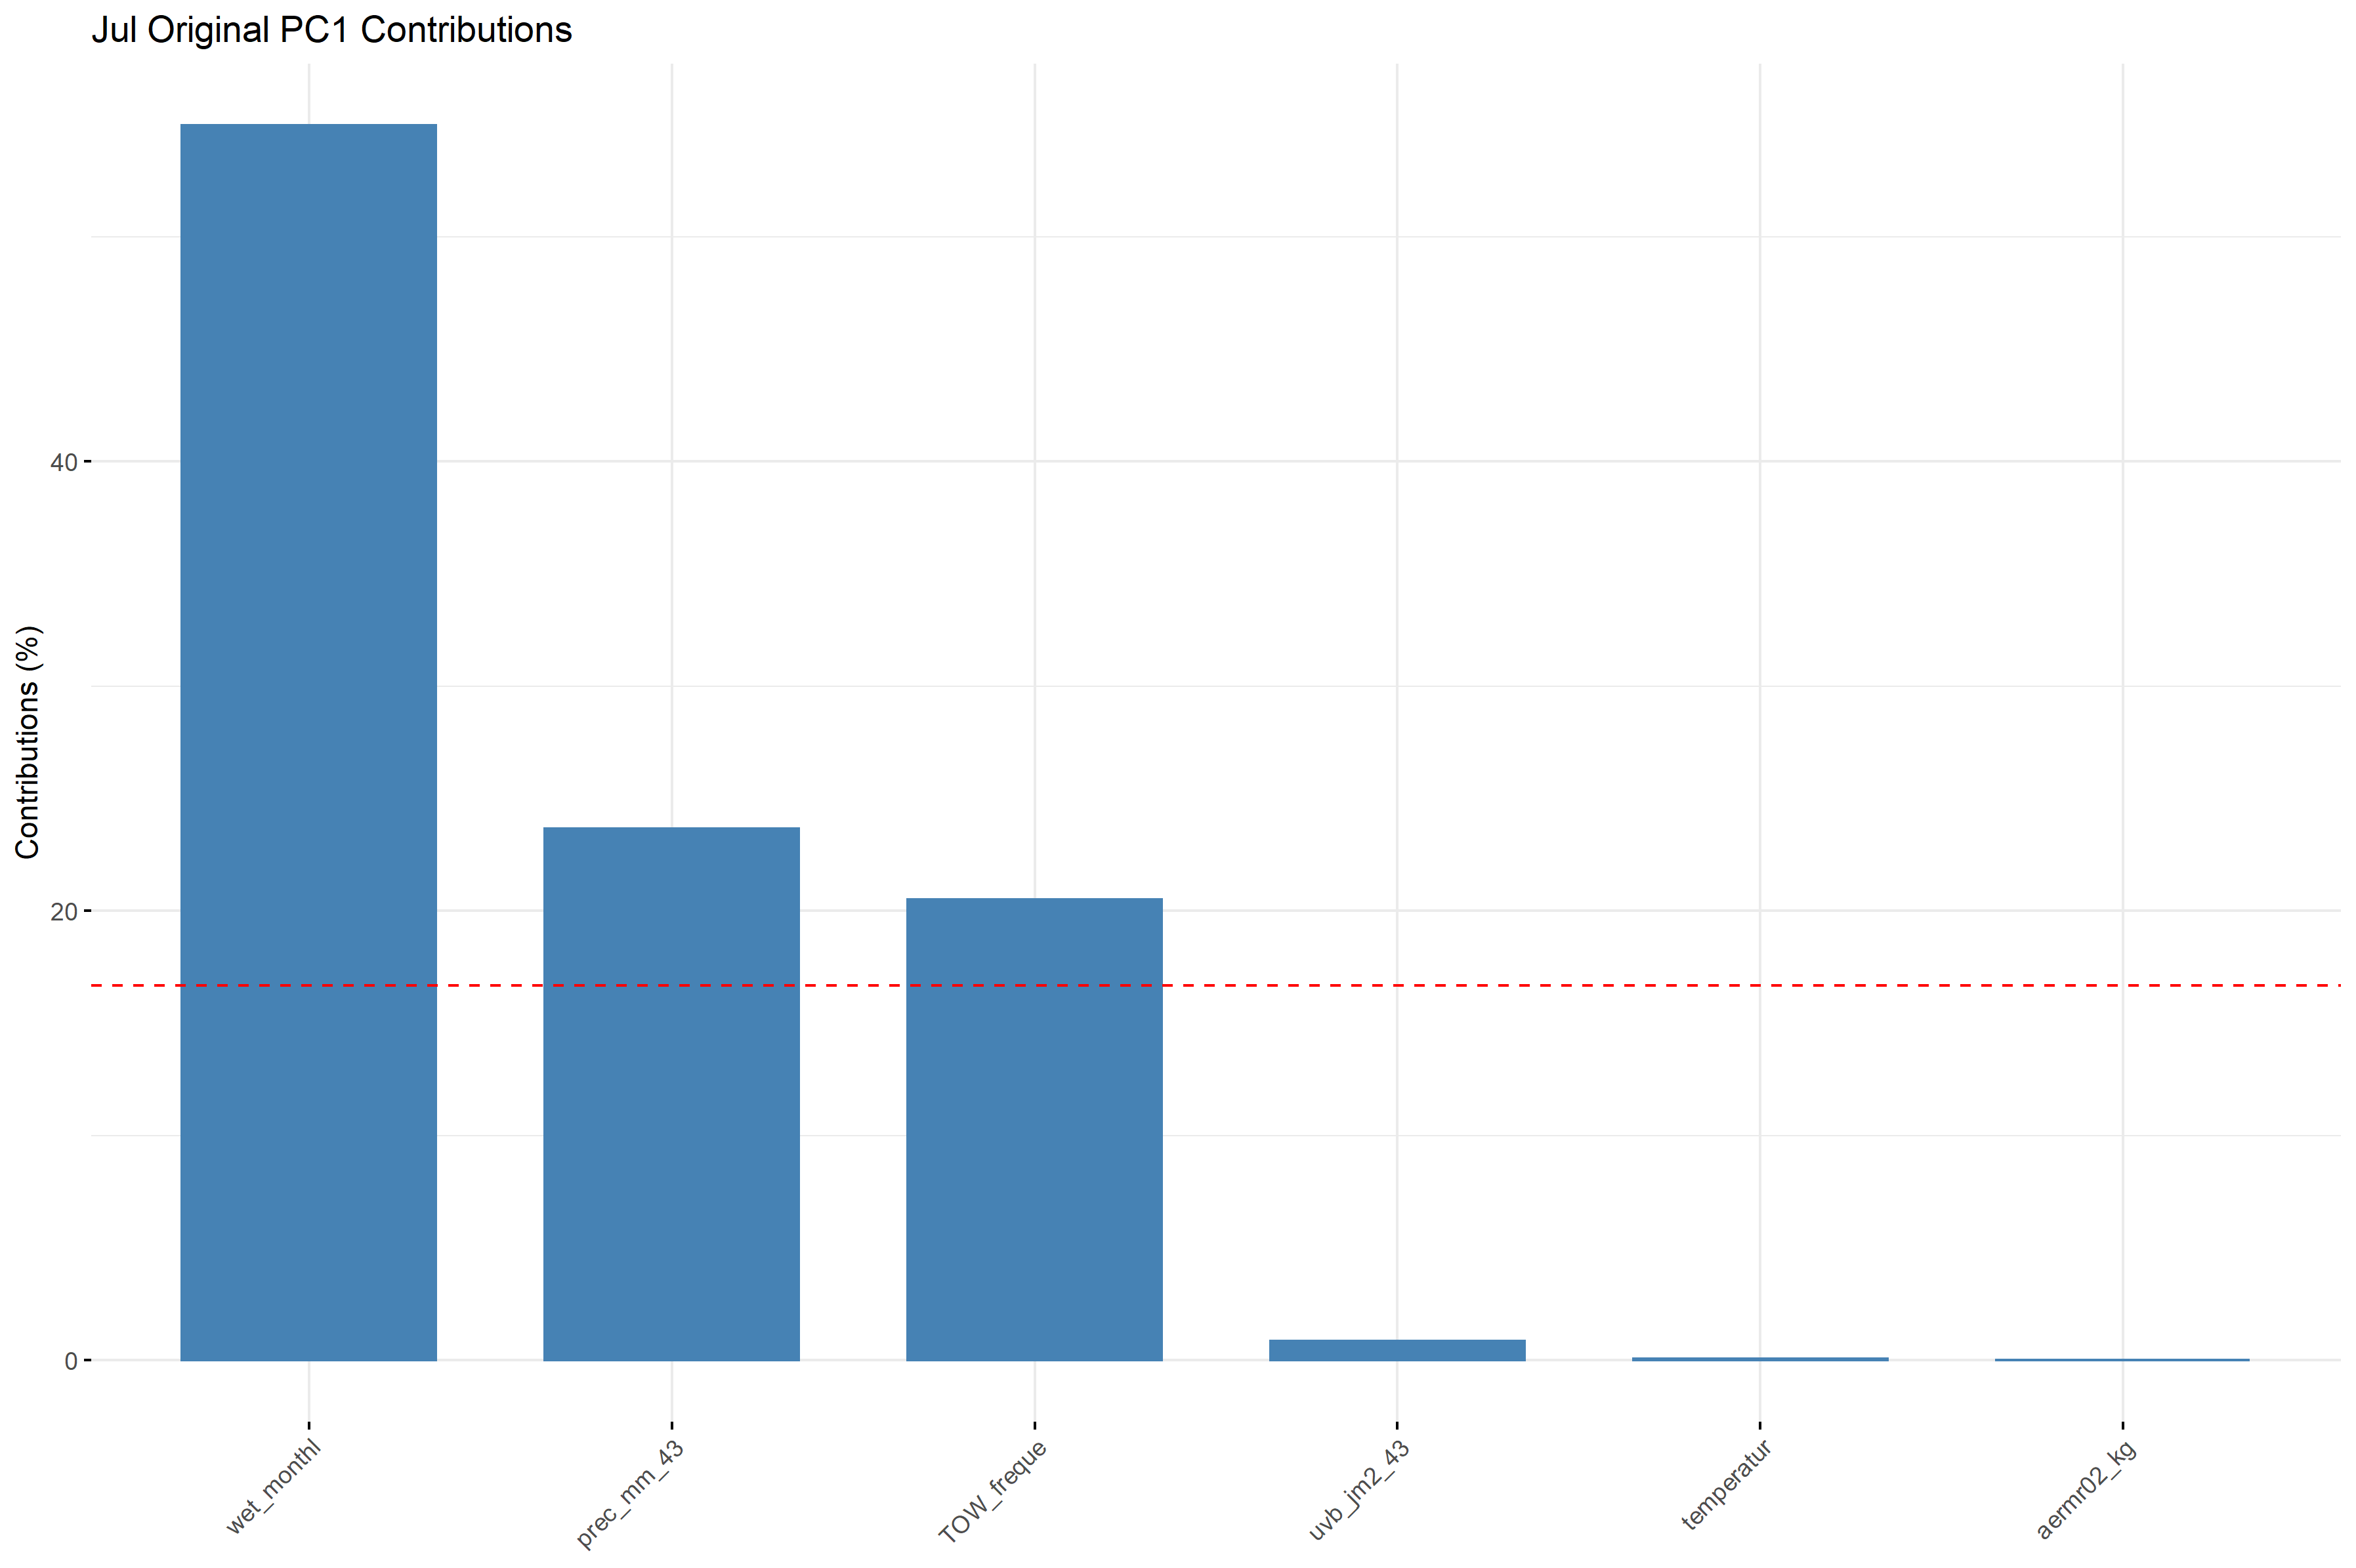 Jul Original PC1 Contributions
Contributions (%)
40
20
0
wet_monthl
prec_mm_43
TOW_freque
uvb_jm2_43
temperatur
aermr02_kg